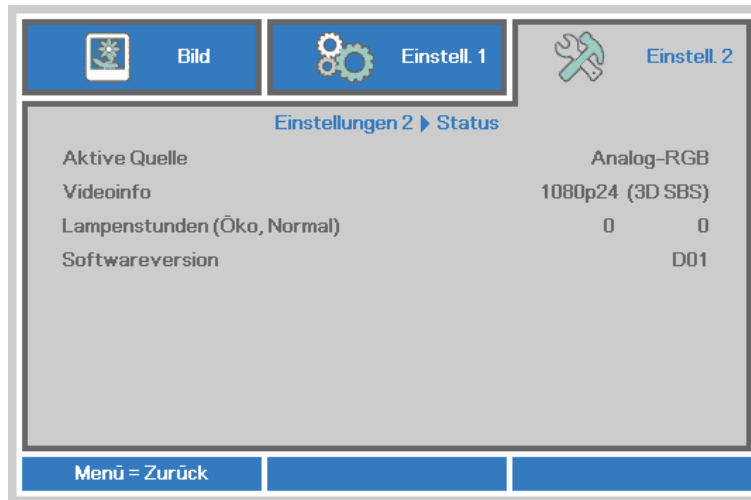 Bild Einstell. 1 Einstell. 2
Einstellungen 2 ▶ Status
Aktive Quelle Analog-RGB
Videoinfo 1080p24 (3D SBS)
Lampenstunden (Öko, Normal) 0 0
Softwareversion D01
Menü = Zurück